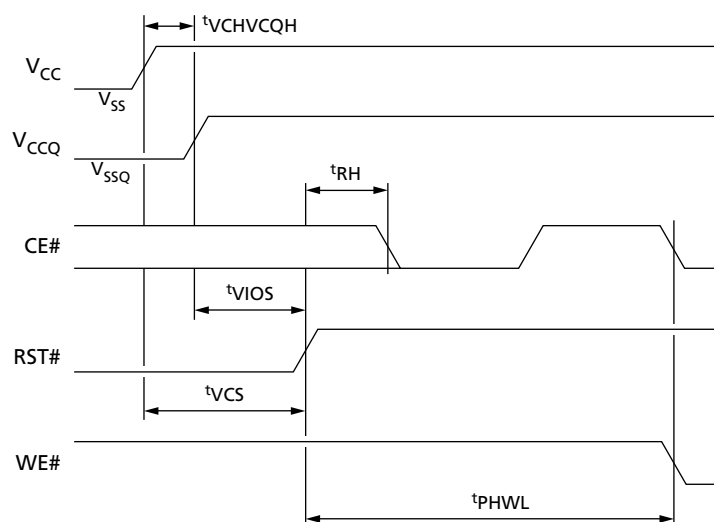 tVCHVCQH
VCC
VSS
VCCQ
VSSQ
tRH
CE#
tVIOS
RST#
tVCS
WE#
tPHWL